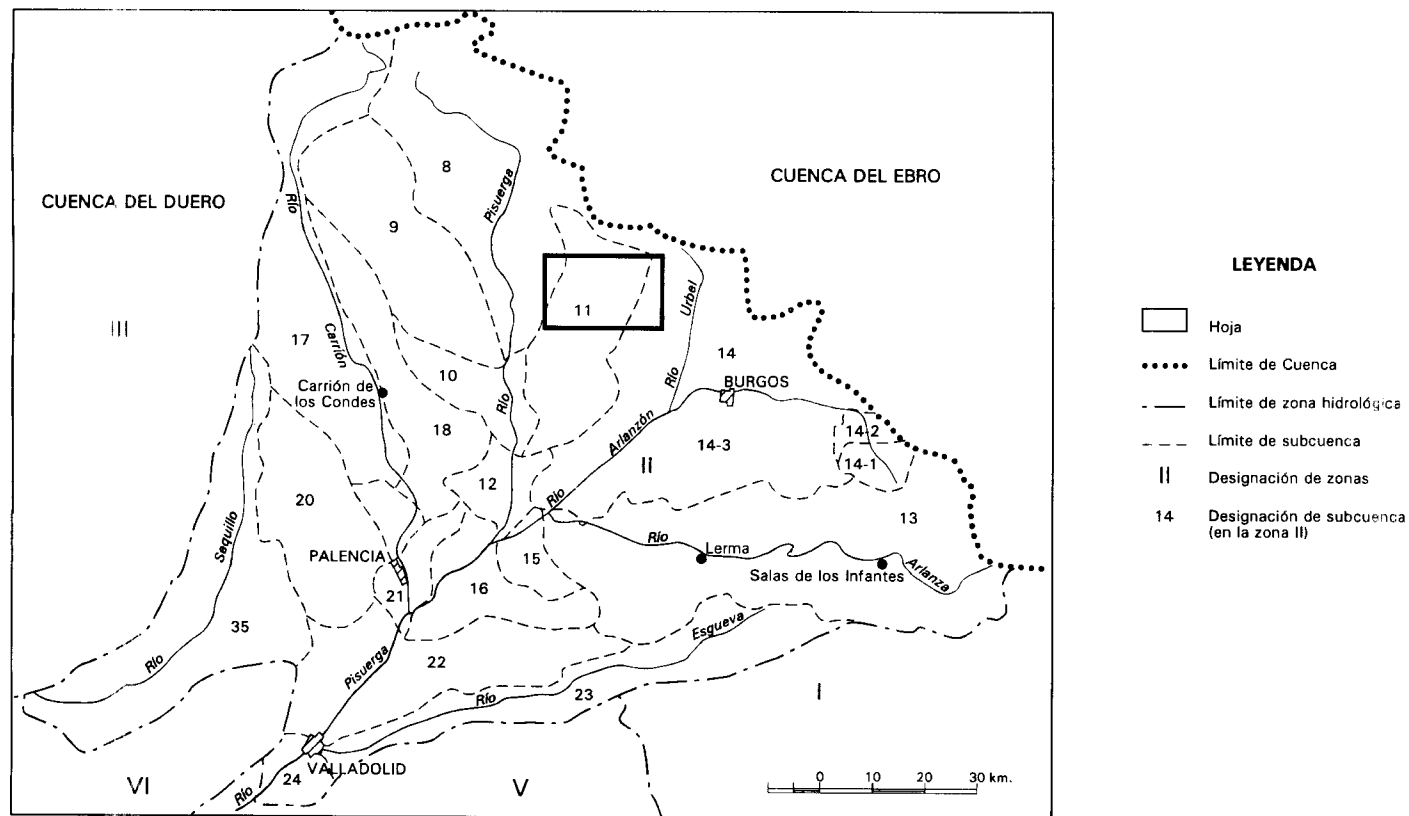 CUENCA DEL DUERO
CUENCA DEL EBRO
III
8
9
Río
Pisuerga
11
Urbel
Río
17
Carrión
10
Carrión de
los Condes
18
Río
14
BURGOS
Arlanzón
Río
14-3
14-2
14-1
II
12
20
13
Sequillo
Río
35
PALENCIA
21
15
16
Río
Lerma
Salas de los Infantes
Arlanza
Esgueva
Río
22
23
Pisuerga
I
VALLADOLID
24
Río
VI
V
0 10 20 30 km.
LEYENDA
Hoja
Límite de Cuenca
Límite de zona hidrológica
Límite de subcuenca
II Designación de zonas
14 Designación de subcuenca
(en la zona II)